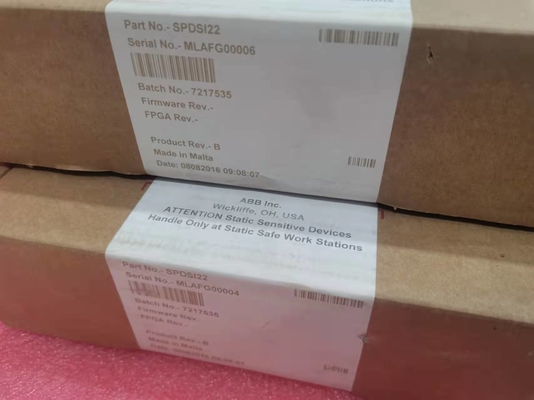 Part No.- SPDSI22
Serial No.- MLAFG00006
Batch No.- 7217535
Firmware Rev.-
FPGA Rev.-
Product Rev.- B
Made in Malta
Date: 08082016 09:08:07
ABB Inc.
Wickliffe, OH, USA
ATTENTION Static Sensitive Devices
Handle Only at Static Safe Work Stations
Part No.- SPDSI22
Serial No.- MLAFG00004
Batch No.- 7217535
Firmware Rev.-
FPGA Rev.-
Product Rev.- B
Made in Malta